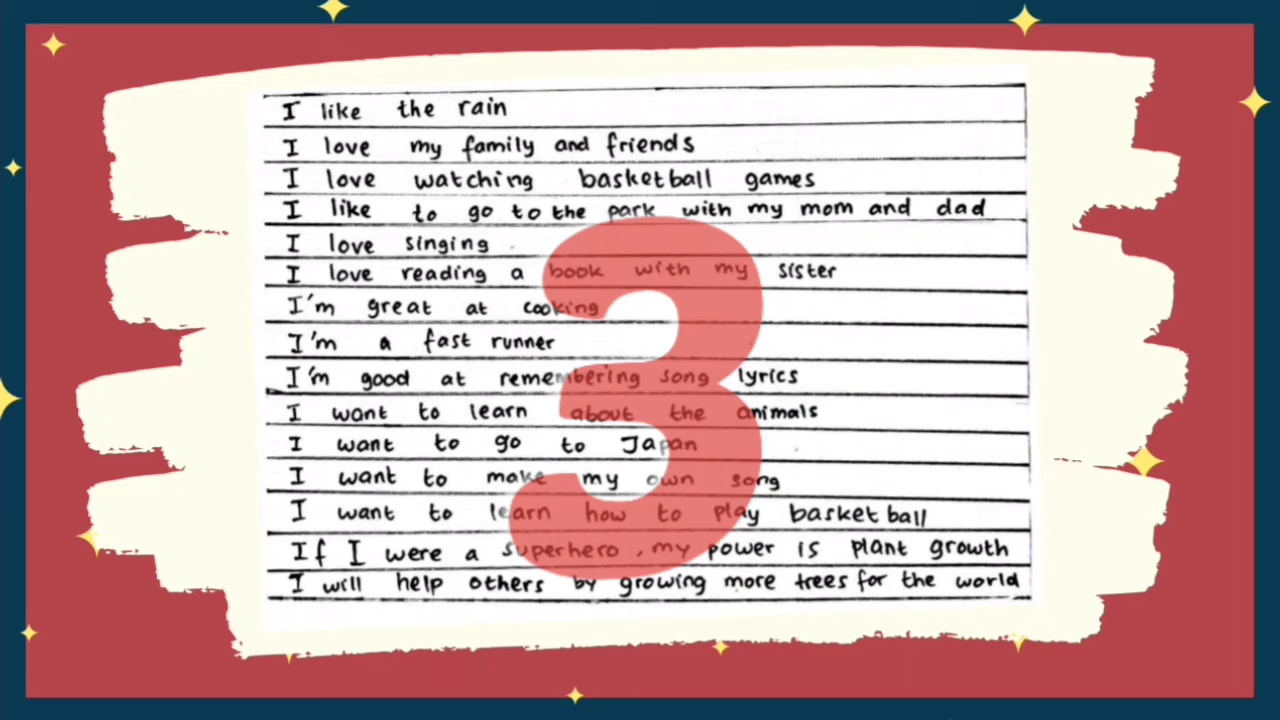 I like the rain
I love my family and friends
I love watching basketball games
I like to go to the park with my mom and dad
I love singing
I love reading a book with my sister
I'm great at cooking
I'm a fast runner
I'm good at remembering song lyrics
I want to learn about the animals
I want to go to Japan
I want to make my own song
I want to learn how to play basketball
If I were a superhero, my power is plant growth
I will help others by growing more trees for the world
3